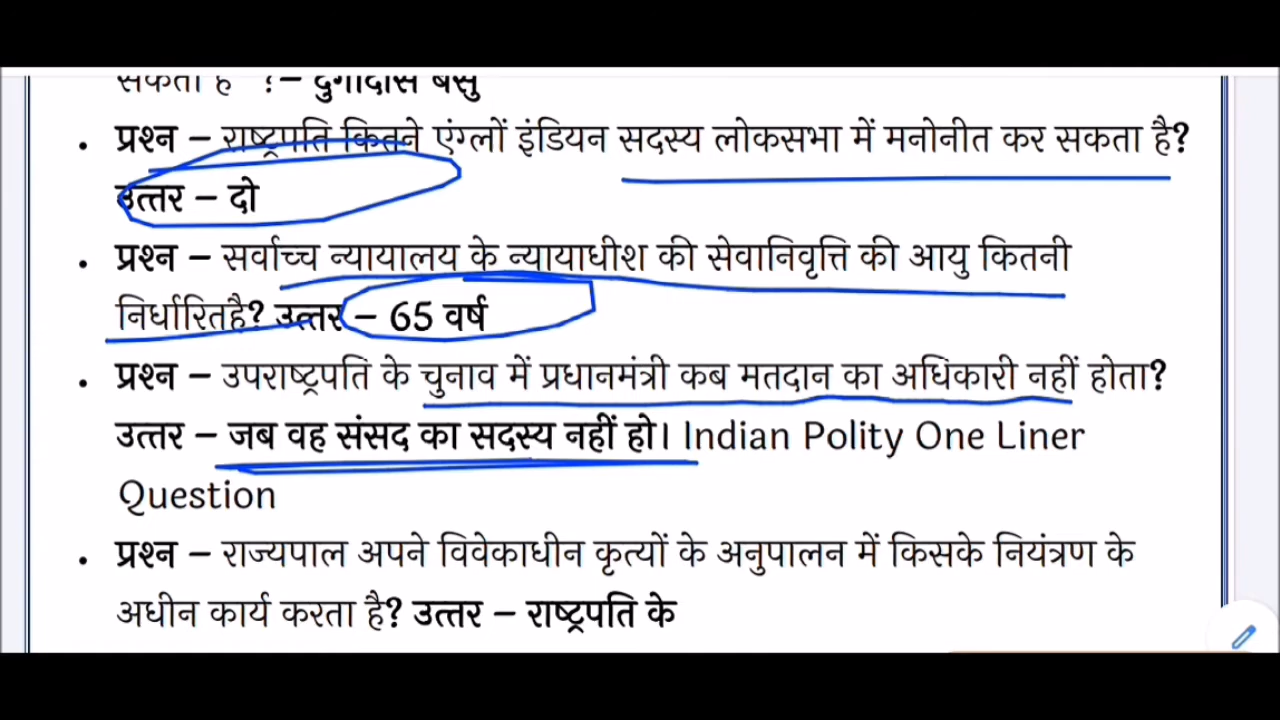 सकता है" ?– दुर्गादास बसु
• प्रश्न – राष्ट्रपति कितने एंग्लों इंडियन सदस्य लोकसभा में मनोनीत कर सकता है?
उत्तर – दो
• प्रश्न – सर्वाच्च न्यायालय के न्यायाधीश की सेवानिवृत्ति की आयु कितनी
निर्धारितहै? उत्तर – 65 वर्ष
• प्रश्न – उपराष्ट्रपति के चुनाव में प्रधानमंत्री कब मतदान का अधिकारी नहीं होता?
उत्तर – जब वह संसद का सदस्य नहीं हो। Indian Polity One Liner
Question
• प्रश्न – राज्यपाल अपने विवेकाधीन कृत्यों के अनुपालन में किसके नियंत्रण के
अधीन कार्य करता है? उत्तर – राष्ट्रपति के